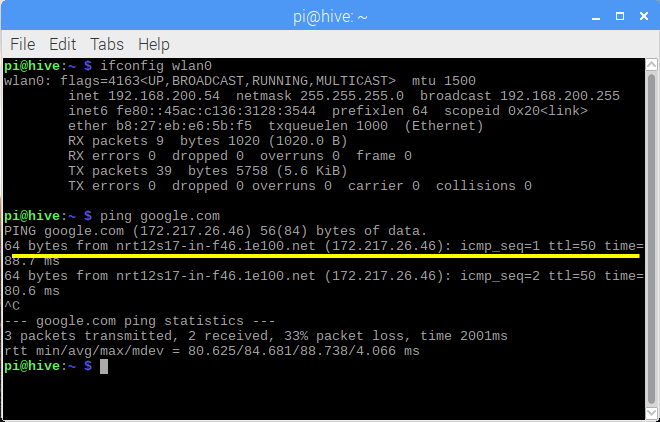 pi@hive: ~
File Edit Tabs Help
pi@hive:~ $ ifconfig wlan0
wlan0: flags=4163<UP,BROADCAST,RUNNING,MULTICAST>  mtu 1500
        inet 192.168.200.54  netmask 255.255.255.0  broadcast 192.168.200.255
        inet6 fe80::45ac:c136:3128:3544  prefixlen 64  scopeid 0x20<link>
        ether b8:27:eb:e6:5b:f5  txqueuelen 1000  (Ethernet)
        RX packets 9  bytes 1020 (1020.0 B)
        RX errors 0  dropped 0  overruns 0  frame 0
        TX packets 39  bytes 5758 (5.6 KiB)
        TX errors 0  dropped 0 overruns 0  carrier 0  collisions 0
pi@hive:~ $ ping google.com
PING google.com (172.217.26.46) 56(84) bytes of data.
64 bytes from nrt12s17-in-f46.1e100.net (172.217.26.46): icmp_seq=1 ttl=50 time=
88.7 ms
64 bytes from nrt12s17-in-f46.1e100.net (172.217.26.46): icmp_seq=2 ttl=50 time=
80.6 ms
^C
--- google.com ping statistics ---
3 packets transmitted, 2 received, 33% packet loss, time 2001ms
rtt min/avg/max/mdev = 80.625/84.681/88.738/4.066 ms
pi@hive:~ $